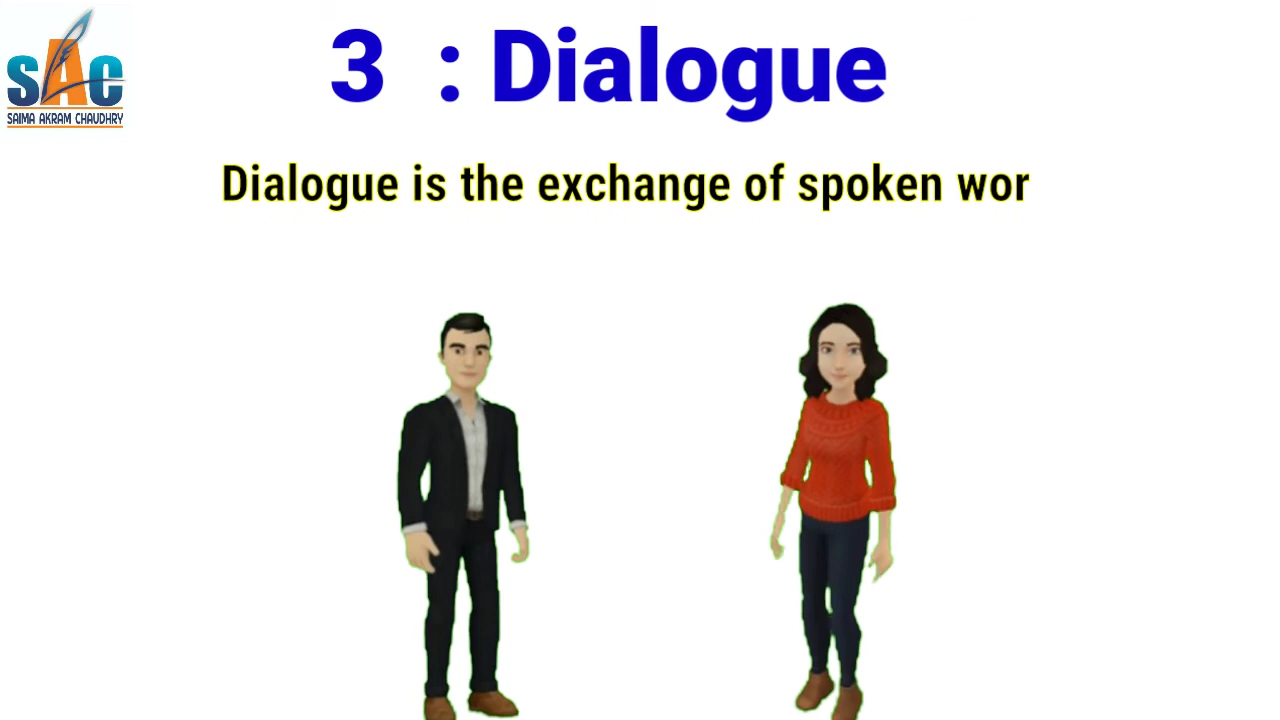 SAC
SAIMA AKRAM CHAUDHRY
3 : Dialogue
Dialogue is the exchange of spoken wor